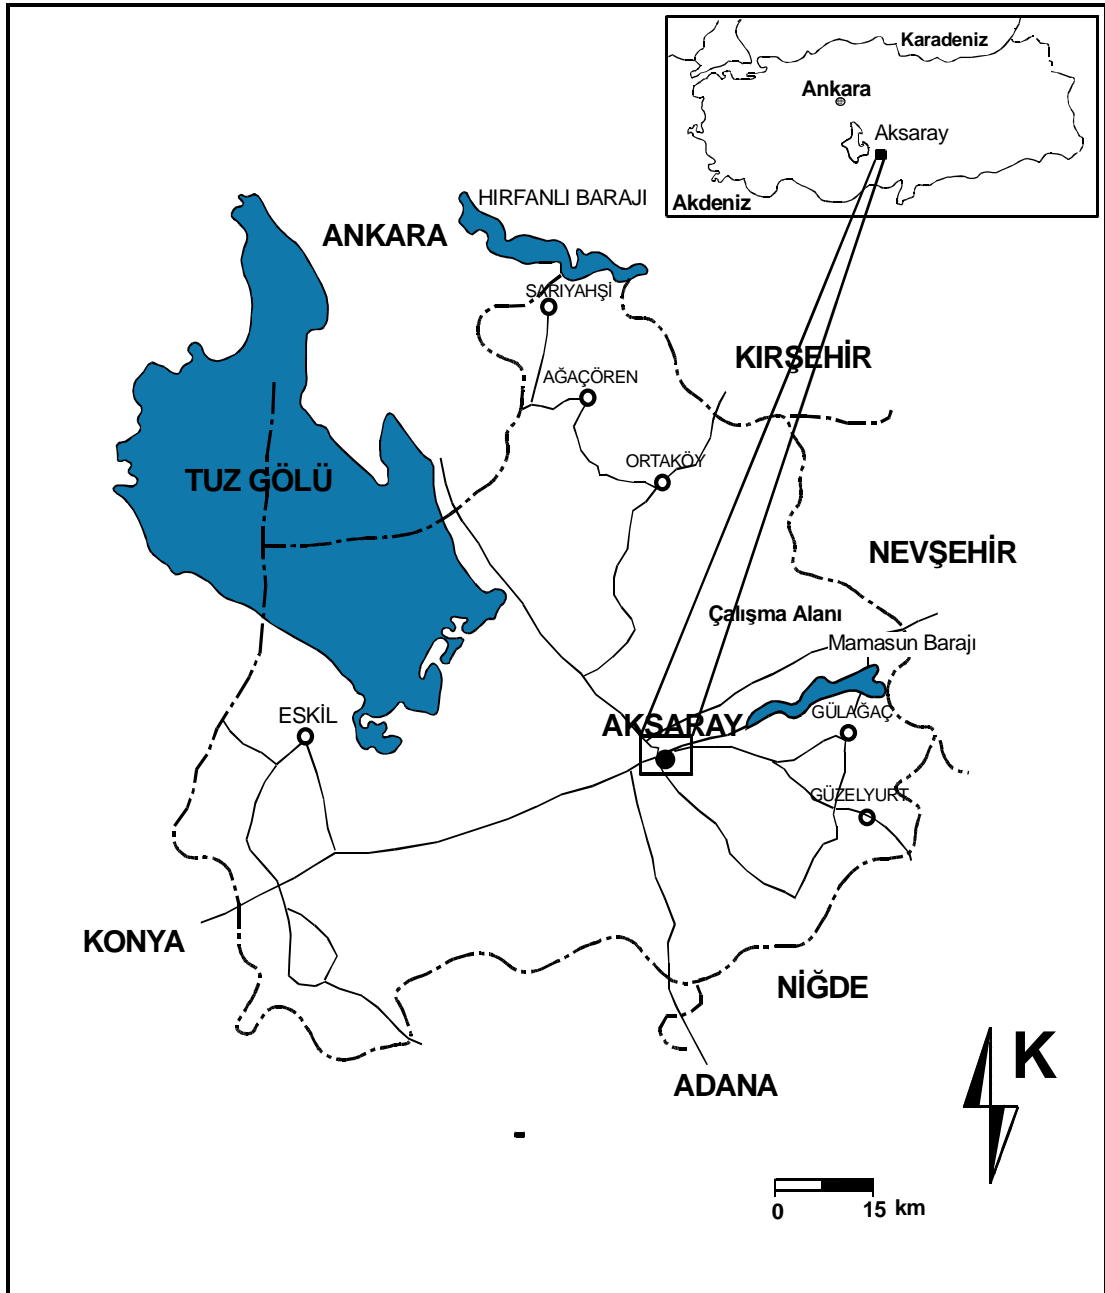 Karadeniz
Ankara
Aksaray
Akdeniz
HIRFANLI BARAJI
ANKARA
SARIYAHŞİ
KIRŞEHİR
AĞAÇÖREN
ORTAKÖY
TUZ GÖLÜ
NEVŞEHİR
Çalışma Alanı
Mamasun Barajı
ESKİL
AKSARAY
GÜLAĞAÇ
GÜZELYURT
KONYA
NİĞDE
K
ADANA
0 15 km